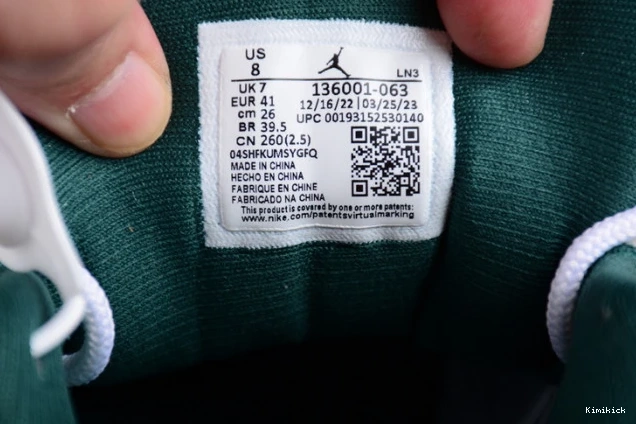 US
8
LN3
UK 7
136001-063
EUR 41
12/16/22 | 03/25/23
cm 26
UPC 00193152530140
BR 39.5
CN 260(2.5)
04SHFKUMSYGFQ
MADE IN CHINA
HECHO EN CHINA
FABRIQUE EN CHINE
FABRICADO NA CHINA
This product is covered by one or more patents:
www.nike.com/patentsvirtualmarking
Kimikick